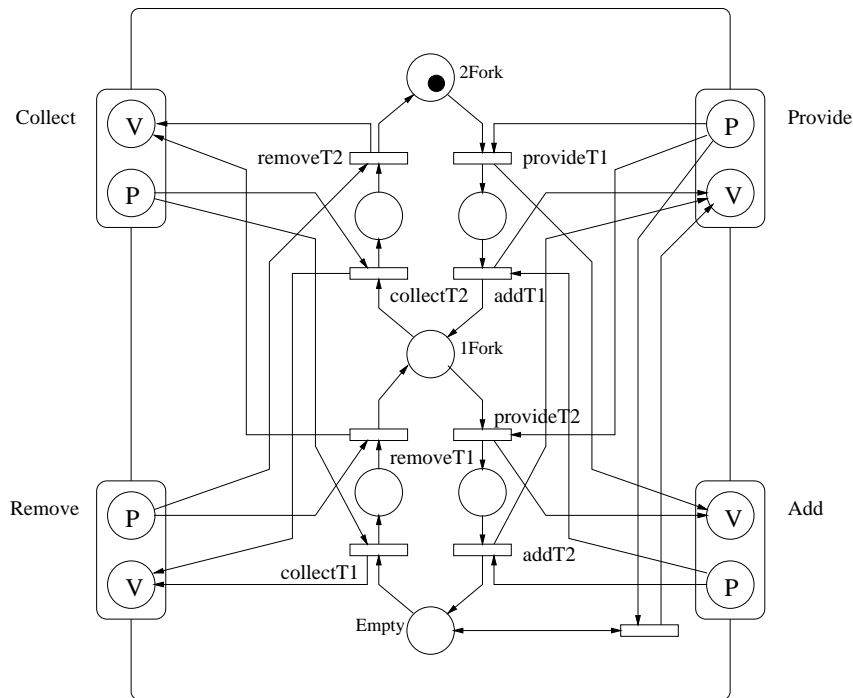 2Fork
Collect
V
P
Provide
removeT2
provideT1
P
V
collectT2
addT1
1Fork
provideT2
removeT1
Remove
P
V
Add
V
P
collectT1
addT2
Empty